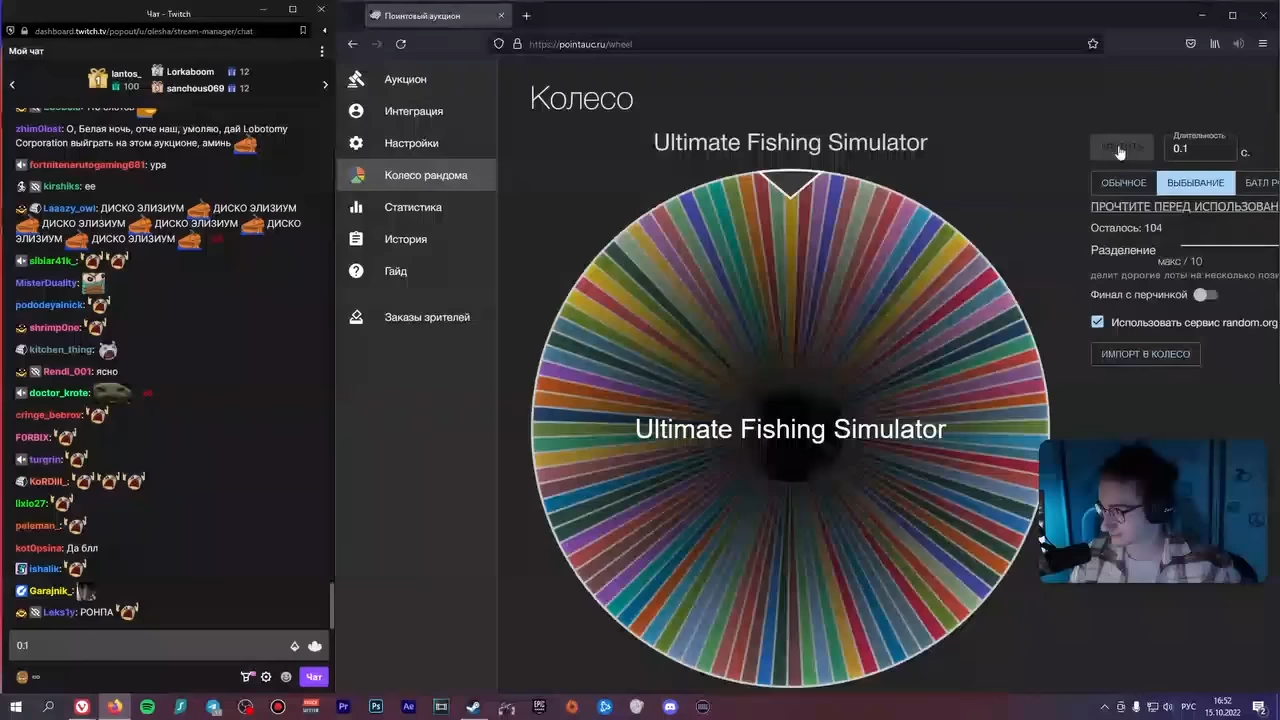 Чат - Twitch
dashboard.twitch.tv/popout/u/olesha/stream-manager/chat
Мой чат
lantos_
100
Lorkaboom 12
sanchous069 12
zhim0lost: О, Белая ночь, отче наш, умоляю, дай Lobotomy
Corporation выйграть на этом аукционе, аминь
fortnitenarutogaming681: ура
kirshiks: ее
Laaazy_owl: ДИСКО ЭЛИЗИУМ ДИСКО ЭЛИЗИУМ
ДИСКО ЭЛИЗИУМ ДИСКО ЭЛИЗИУМ ДИСКО
ЭЛИЗИУМ ДИСКО ЭЛИЗИУМ
sibiar41k_:
MisterDuality:
pododeyalnick:
shrimp0ne:
kitchen_thing:
Rendi_001: ясно
doctor_krote:
cringe_bebrov:
F0RBIX:
turgrin:
KoRDIII_:
llxio27:
peleman_:
kot0psina: Да блл
ishalik:
Garajnik_:
Leks1y: РОНПА
0.1
Чат
Поинтовый аукцион
https://pointauc.ru/wheel
Аукцион
Интеграция
Настройки
Колесо рандома
Статистика
История
Гайд
Заказы зрителей
Колесо
Ultimate Fishing Simulator
Ultimate Fishing Simulator
Длительность
0.1
с.
ОБЫЧНОЕ
ВЫБЫВАНИЕ
БАТЛ Р
ПРОЧТИТЕ ПЕРЕД ИСПОЛЬЗОВАН
Осталось: 104
Разделение
макс / 10
делит дорогие лоты на несколько пози
Финал с перчинкой
Использовать сервис random.org
ИМПОРТ В КОЛЕСО
РУС
16:52
15.10.2022